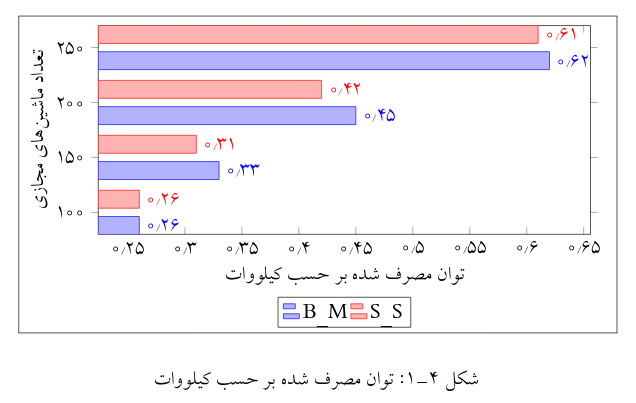 تعداد ماشین‌های مجازی
۲۵۰
۰٫۶۱
۰٫۶۲
۲۰۰
۰٫۴۲
۰٫۴۵
۱۵۰
۰٫۳۱
۰٫۳۳
۱۰۰
۰٫۲۶
۰٫۲۶
۰٫۲۵ ۰٫۳ ۰٫۳۵ ۰٫۴ ۰٫۴۵ ۰٫۵ ۰٫۵۵ ۰٫۶ ۰٫۶۵
توان مصرف شده بر حسب کیلووات
B_M S_S
شکل ۴_۱: توان مصرف شده بر حسب کیلووات